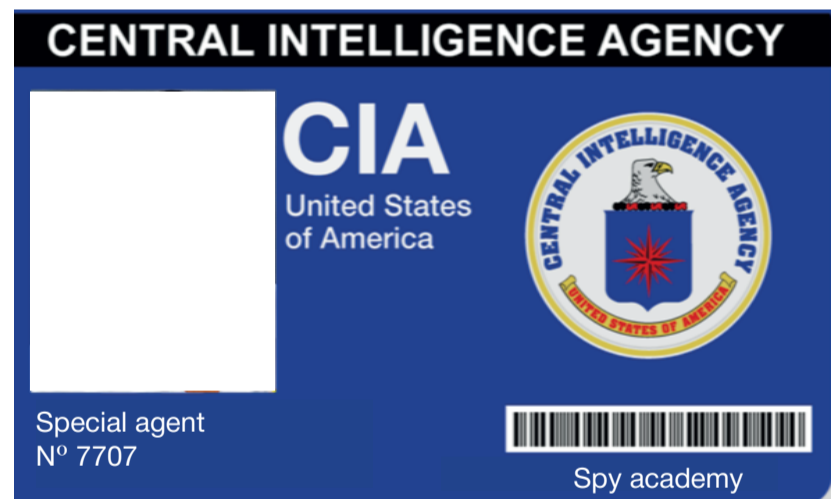 CENTRAL INTELLIGENCE AGENCY
CIA
United States
of America
CENTRAL INTELLIGENCE AGENCY
UNITED STATES OF AMERICA
Special agent
Nº 7707
Spy academy